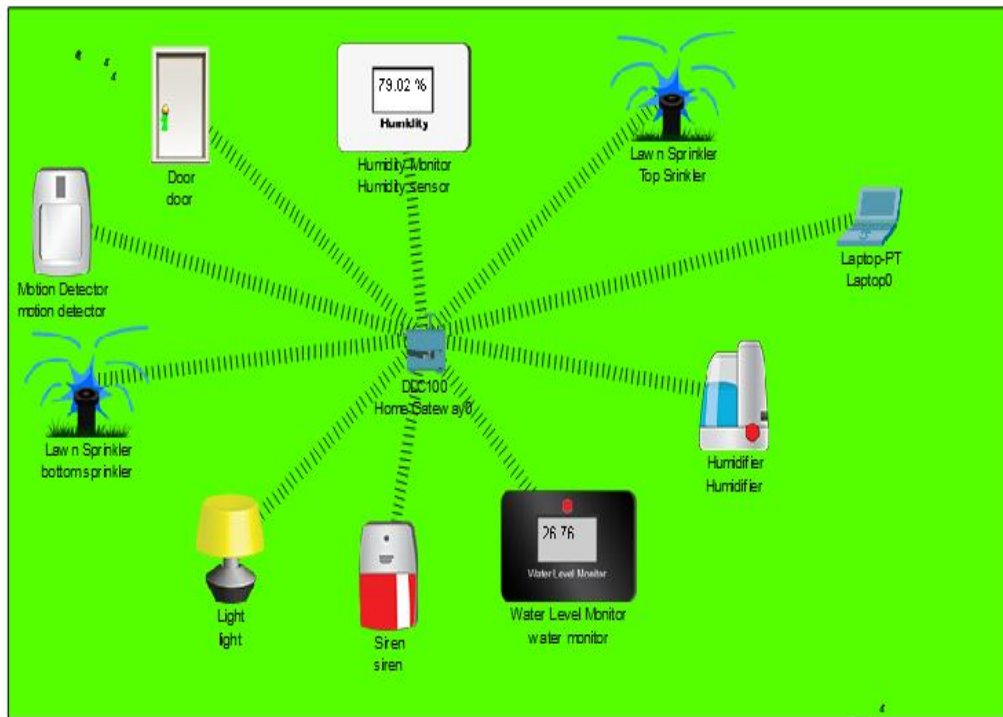 79.02 %
Humidity
Humidity Monitor
Humidity sensor
Door
door
Lawn Sprinkler
Top Srinkler
Laptop-PT
Laptop0
Motion Detector
motion detector
DLC100
Home Gateway0
Lawn Sprinkler
bottom sprinkler
Humidifier
Humidifier
26.76
Water Level Monitor
Water Level Monitor
water monitor
Light
light
Siren
siren